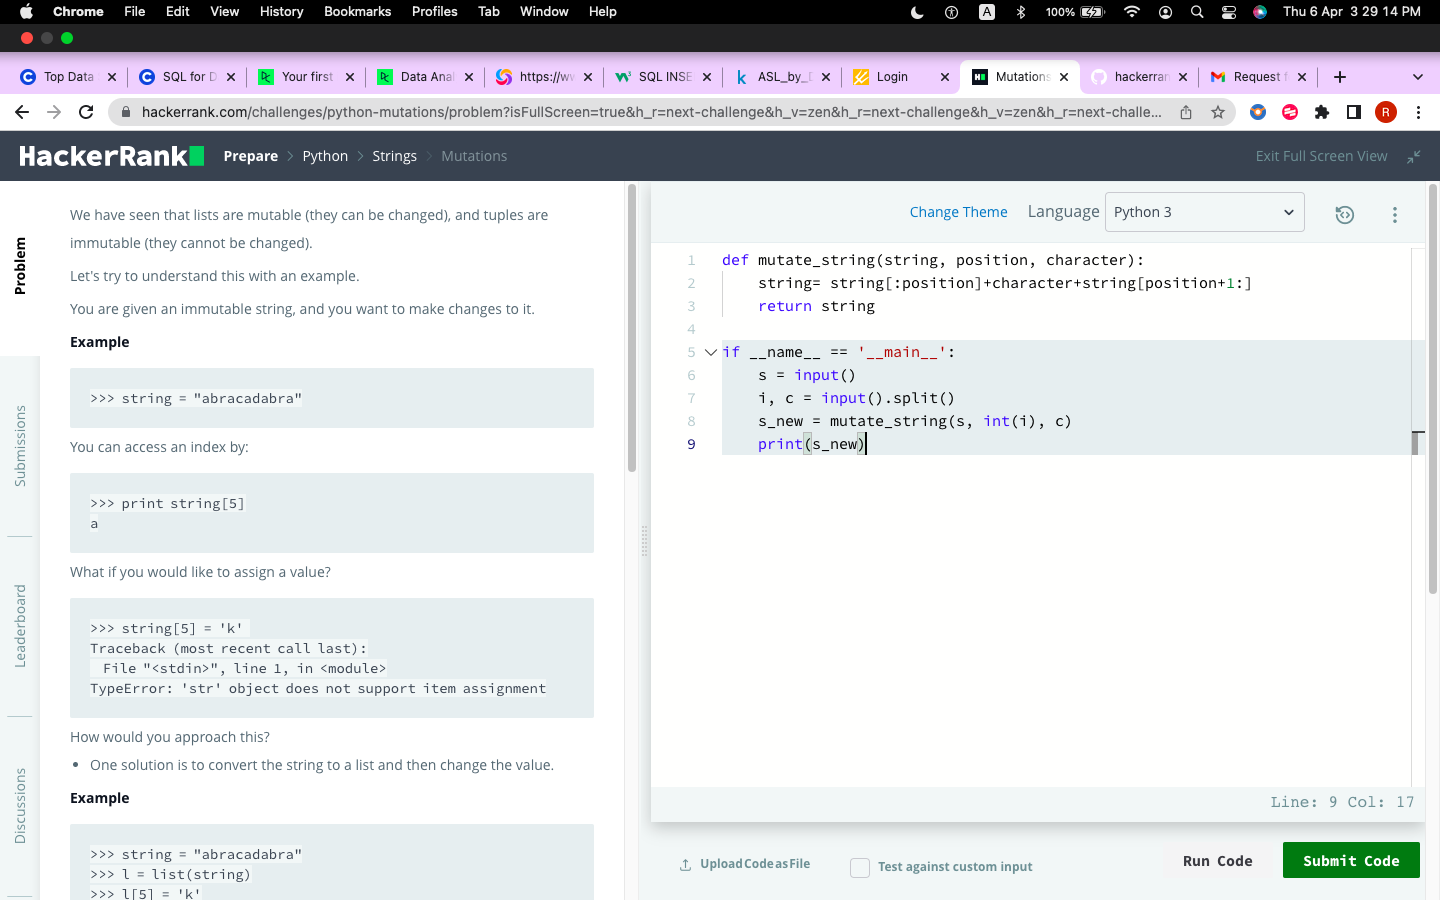 Chrome File Edit View History Bookmarks Profiles Tab Window Help A 100% Thu 6 Apr 3 29 14 PM
Top Data SQL for D Your first Data Anal https://ww SQL INSE ASL_by_D Login Mutations hackerran Request f
hackerrank.com/challenges/python-mutations/problem?isFullScreen=true&h_r=next-challenge&h_v=zen&h_r=next-challenge&h_v=zen&h_r=next-challe... R
HackerRank Prepare > Python > Strings > Mutations Exit Full Screen View
Problem
Submissions
Leaderboard
Discussions
We have seen that lists are mutable (they can be changed), and tuples are
immutable (they cannot be changed).
Let's try to understand this with an example.
You are given an immutable string, and you want to make changes to it.
Example
>>> string = "abracadabra"
You can access an index by:
>>> print string[5]
a
What if you would like to assign a value?
>>> string[5] = 'k'
Traceback (most recent call last):
File "<stdin>", line 1, in <module>
TypeError: 'str' object does not support item assignment
How would you approach this?
• One solution is to convert the string to a list and then change the value.
Example
>>> string = "abracadabra"
>>> l = list(string)
>>> l[5] = 'k'
Change Theme Language Python 3
1 def mutate_string(string, position, character):
2 string= string[:position]+character+string[position+1:]
3 return string
4
5 if __name__ == '__main__':
6 s = input()
7 i, c = input().split()
8 s_new = mutate_string(s, int(i), c)
9 print(s_new)
Line: 9 Col: 17
Upload Code as File Test against custom input Run Code Submit Code